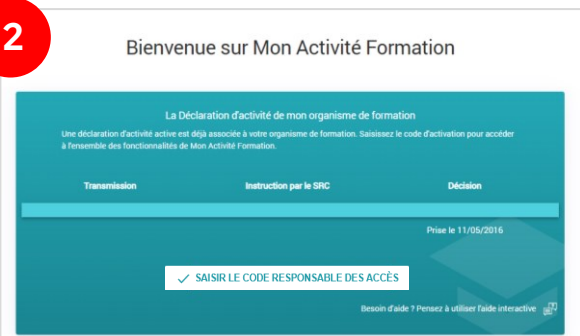 2
Bienvenue sur Mon Activité Formation
La Déclaration d'activité de mon organisme de formation
Une déclaration d'activité active est déjà associée à votre organisme de formation. Saisissez le code d'activation pour accéder
à l'ensemble des fonctionnalités de Mon Activité Formation.
Transmission Instruction par le SRC Décision
Prise le 11/05/2016
SAISIR LE CODE RESPONSABLE DES ACCÈS
Besoin d'aide ? Pensez à utiliser l'aide interactive